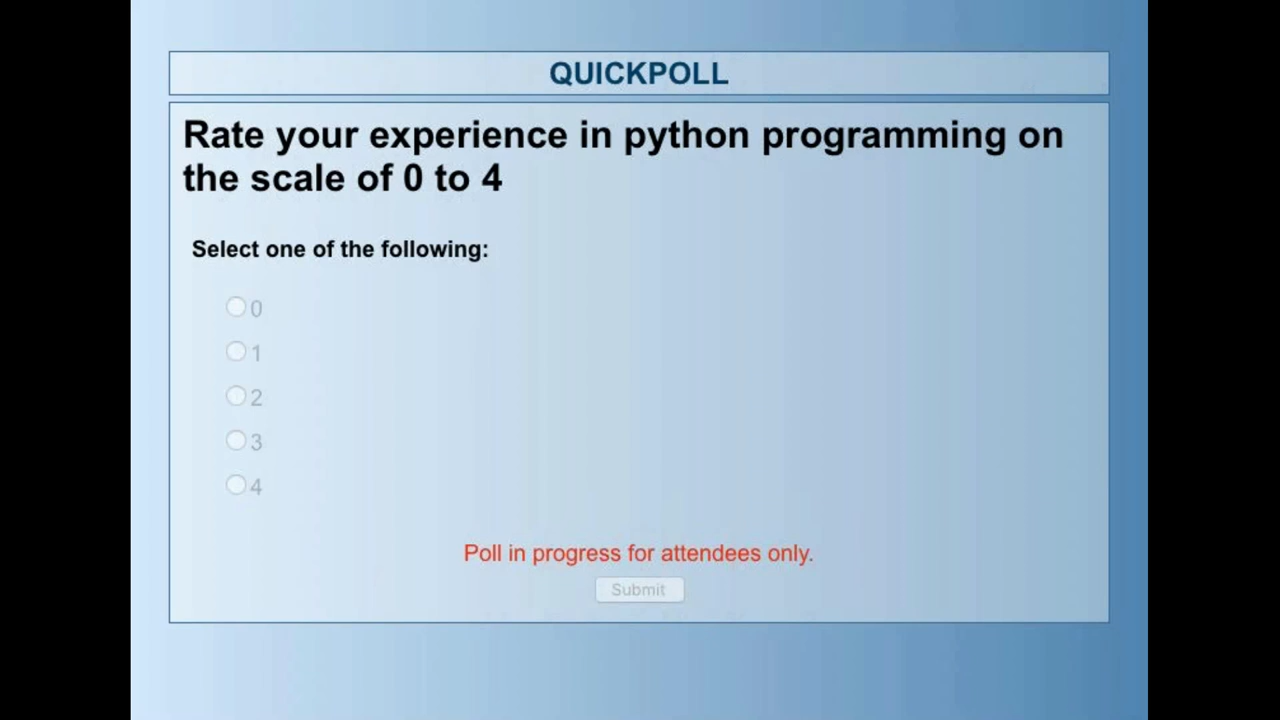 QUICKPOLL
Rate your experience in python programming on
the scale of 0 to 4
Select one of the following:
0
1
2
3
4
Poll in progress for attendees only.
Submit